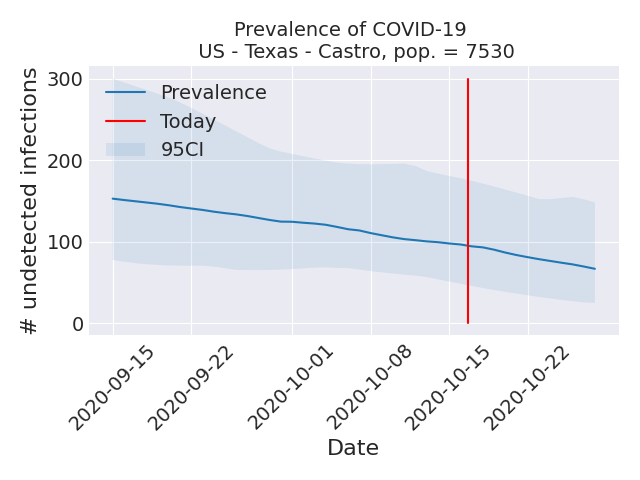 Prevalence of COVID-19
US - Texas - Castro, pop. = 7530
# undetected infections
300
200
100
0
Prevalence
Today
95CI
2020-09-15
2020-09-22
2020-10-01
2020-10-08
2020-10-15
2020-10-22
Date